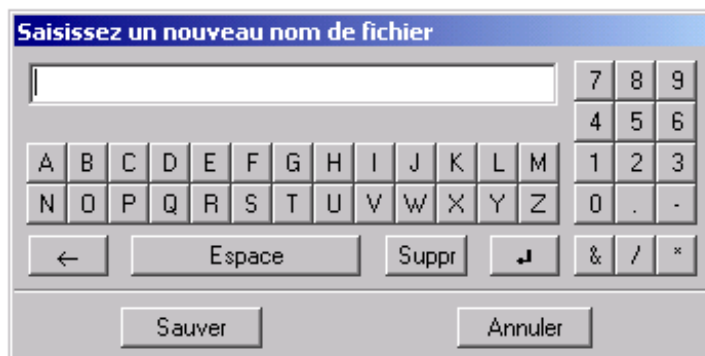 Saisissez un nouveau nom de fichier
7 8 9
4 5 6
A B C D E F G H I J K L M 1 2 3
N O P Q R S T U V W X Y Z 0 . -
← Espace Suppr ↲ & / *
Sauver Annuler